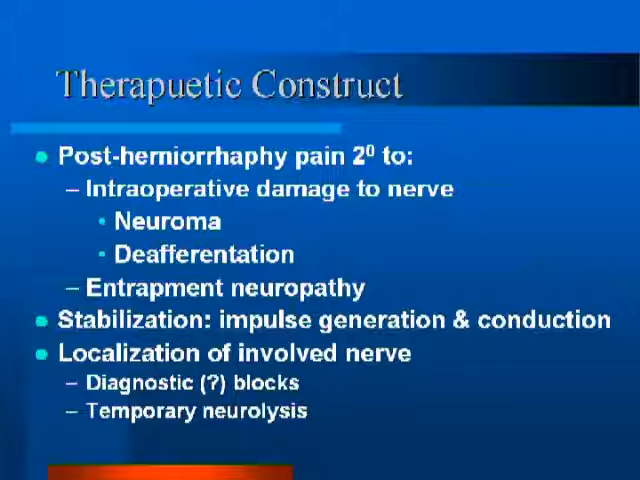 Therapuetic Construct
● Post-herniorrhaphy pain 2⁰ to:
– Intraoperative damage to nerve
• Neuroma
• Deafferentation
– Entrapment neuropathy
● Stabilization: impulse generation & conduction
● Localization of involved nerve
– Diagnostic (?) blocks
– Temporary neurolysis